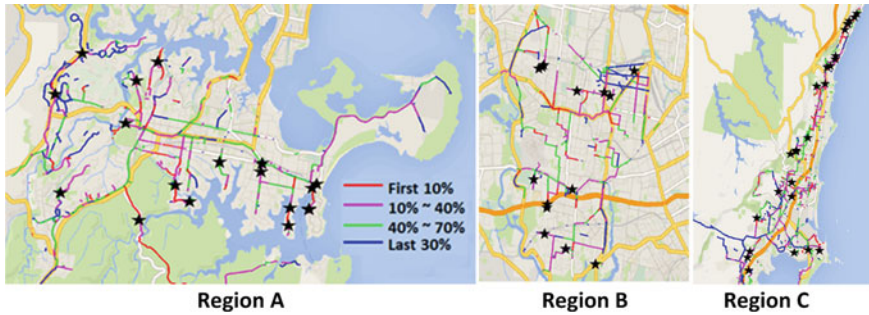 First 10%
10% ~ 40%
40% ~ 70%
Last 30%
Region A
Region B
Region C